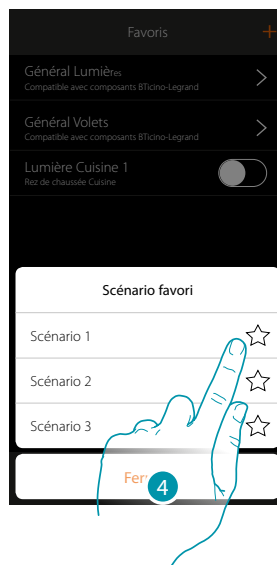 Favoris
Général Lumières
Compatible avec composants BTicino-Legrand
Général Volets
Compatible avec composants BTicino-Legrand
Lumière Cuisine 1
Rez de chaussée Cuisine
Scénario favori
Scénario 1
Scénario 2
Scénario 3
4